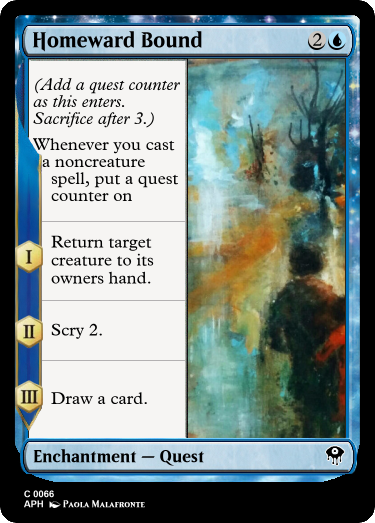 Homeward Bound 2
(Add a quest counter
as this enters.
Sacrifice after 3.)
Whenever you cast
a noncreature
spell, put a quest
counter on
I Return target
creature to its
owners hand.
II Scry 2.
III Draw a card.
Enchantment — Quest
C 0066
APH Paola Malafronte